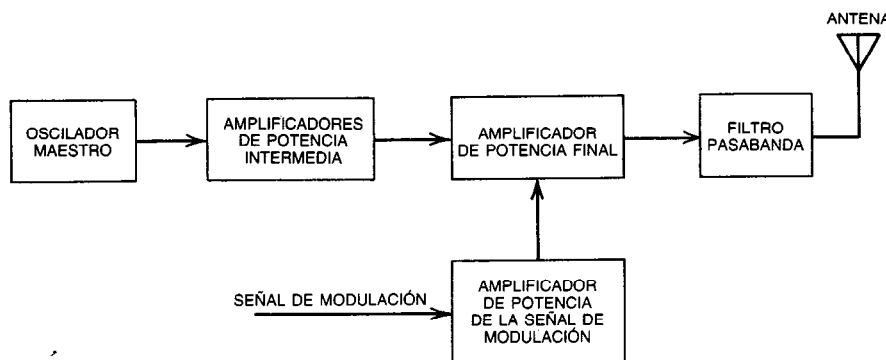 ANTENA
OSCILADOR
MAESTRO
AMPLIFICADORES
DE POTENCIA
INTERMEDIA
AMPLIFICADOR
DE POTENCIA FINAL
FILTRO
PASABANDA
SEÑAL DE MODULACIÓN
AMPLIFICADOR
DE POTENCIA
DE LA SEÑAL DE
MODULACIÓN